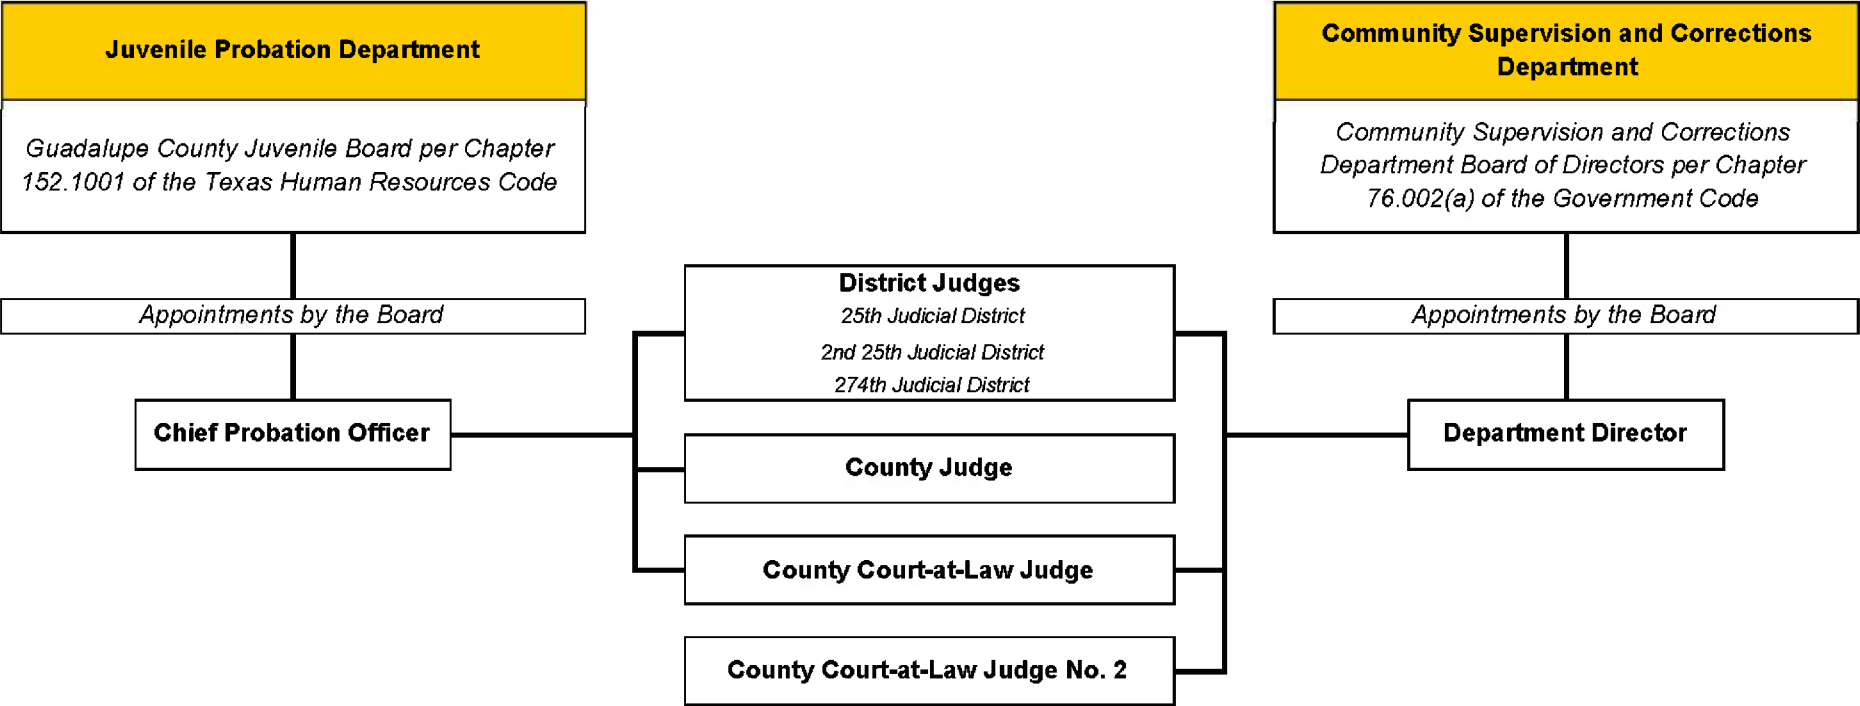 Juvenile Probation Department
Guadalupe County Juvenile Board per Chapter
152.1001 of the Texas Human Resources Code
Appointments by the Board
Chief Probation Officer
District Judges
25th Judicial District
2nd 25th Judicial District
274th Judicial District
County Judge
County Court-at-Law Judge
County Court-at-Law Judge No. 2
Community Supervision and Corrections
Department
Community Supervision and Corrections
Department Board of Directors per Chapter
76.002(a) of the Government Code
Appointments by the Board
Department Director